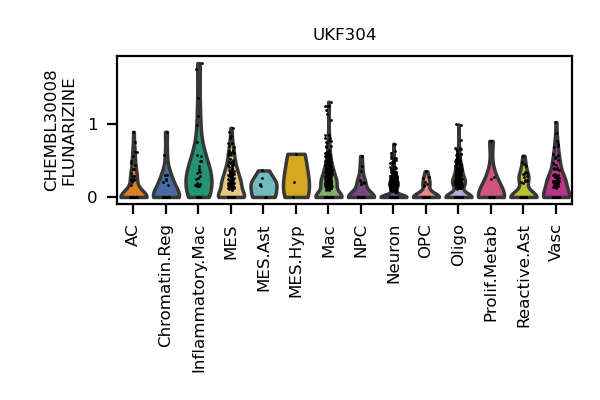 UKF304
CHEMBL30008
FLUNARIZINE
1
0
AC
Chromatin.Reg
Inflammatory.Mac
MES
MES.Ast
MES.Hyp
Mac
NPC
Neuron
OPC
Oligo
Prolif.Metab
Reactive.Ast
Vasc